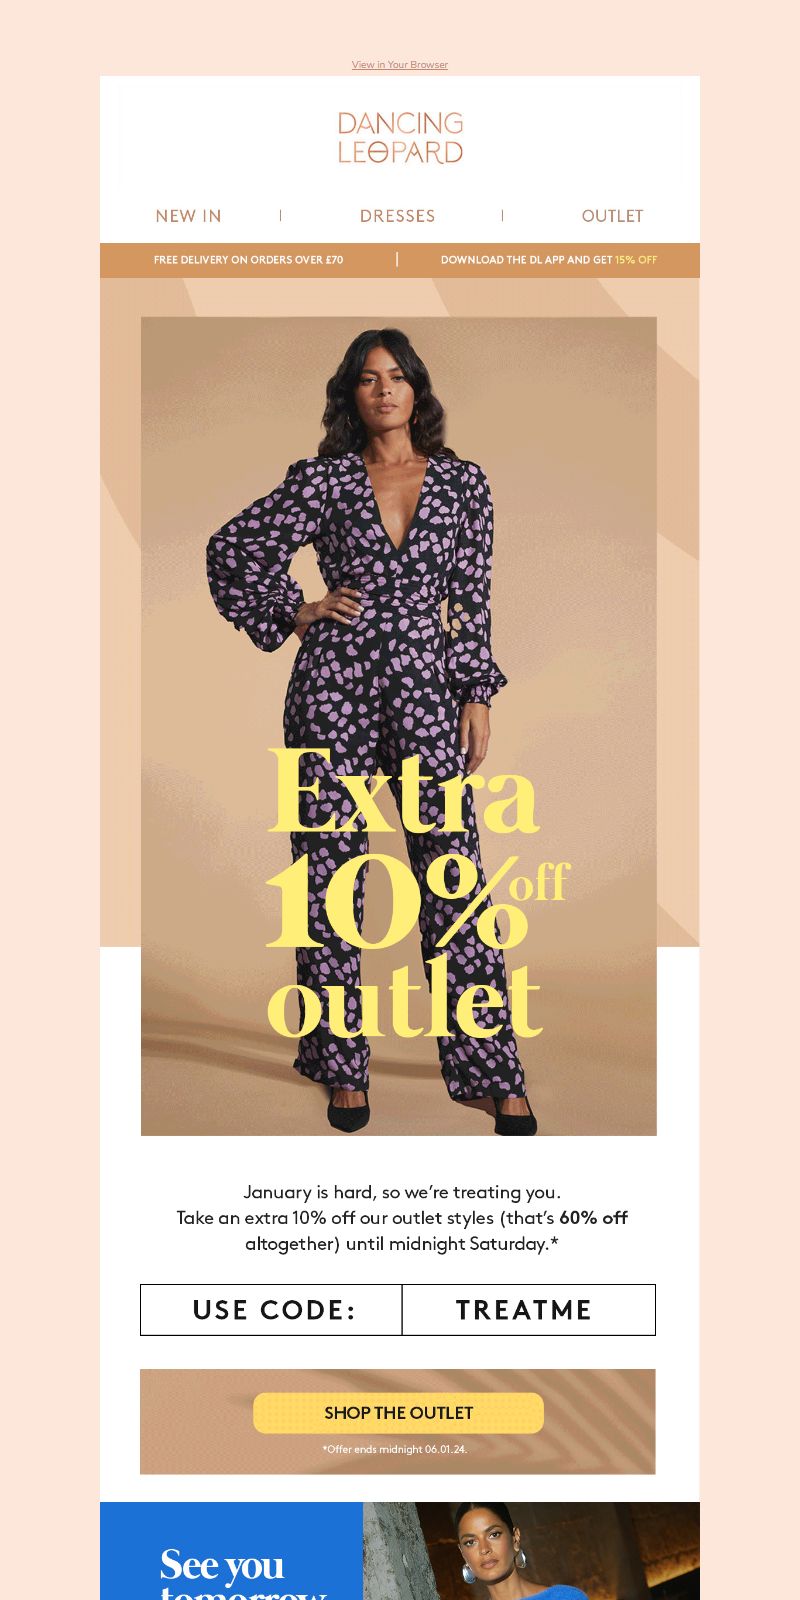 View in Your Browser
DANCING
LEOPARD
NEW IN | DRESSES | OUTLET
FREE DELIVERY ON ORDERS OVER £70 | DOWNLOAD THE DL APP AND GET 15% OFF
Extra
10% off
outlet
January is hard, so we're treating you.
Take an extra 10% off our outlet styles (that's 60% off
altogether) until midnight Saturday.*
USE CODE: TREATME
SHOP THE OUTLET
*Offer ends midnight 06.01.24.
See you
tomorrow